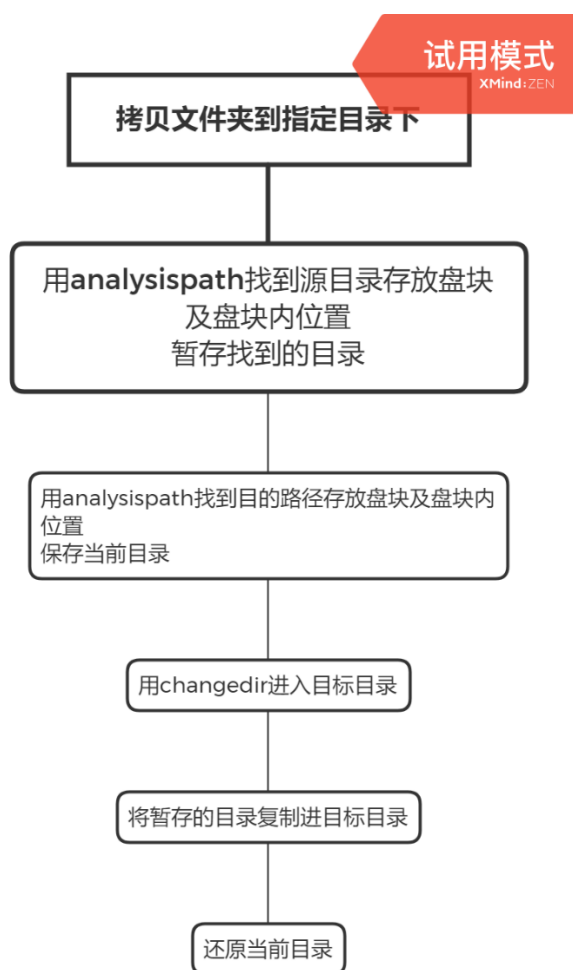 试用模式
XMind:ZEN
拷贝文件夹到指定目录下
用analysispath找到源目录存放盘块
及盘块内位置
暂存找到的目录
用analysispath找到目的路径存放盘块及盘块内
位置
保存当前目录
用changedir进入目标目录
将暂存的目录复制进目标目录
还原当前目录